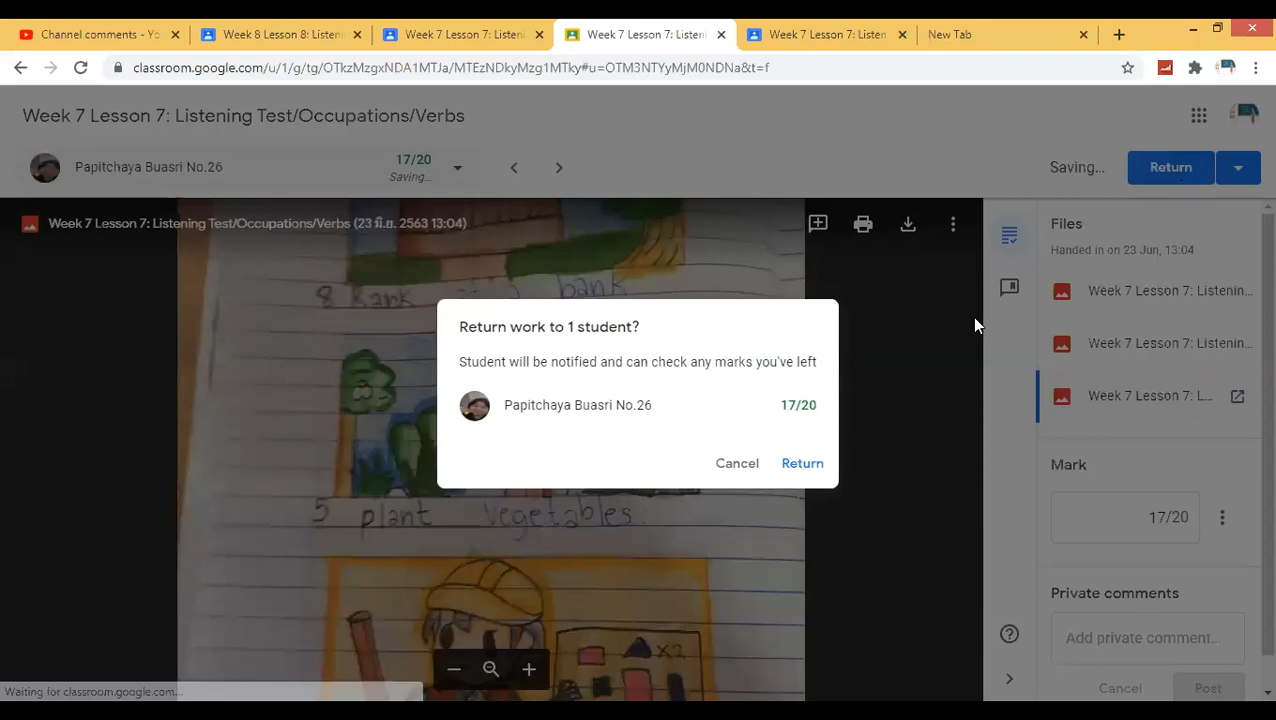 Channel comments - Yo
Week 8 Lesson 8: Listenin
Week 7 Lesson 7: Listeni
Week 7 Lesson 7: Listeni
Week 7 Lesson 7: Listen
New Tab
classroom.google.com/u/1/g/tg/OTkzMzgxNDA1MTJa/MTEzNDkyMzg1MTky#u=OTM3NTYyMjM0NDNa&t=f
Week 7 Lesson 7: Listening Test/Occupations/Verbs
Papitchaya Buasri No.26
17/20
Saving...
Saving...
Return
Week 7 Lesson 7: Listening Test/Occupations/Verbs (23 มิ.ย. 2563 13:04)
Files
Handed in on 23 Jun, 13:04
Week 7 Lesson 7: Listenin...
Week 7 Lesson 7: Listenin...
Week 7 Lesson 7: L...
8 bank a bank
Return work to 1 student?
Student will be notified and can check any marks you've left
Papitchaya Buasri No.26 17/20
Cancel Return
5 plant vegetables.
X2
Mark
17/20
Private comments
Add private comment...
Cancel Post
Waiting for classroom.google.com...